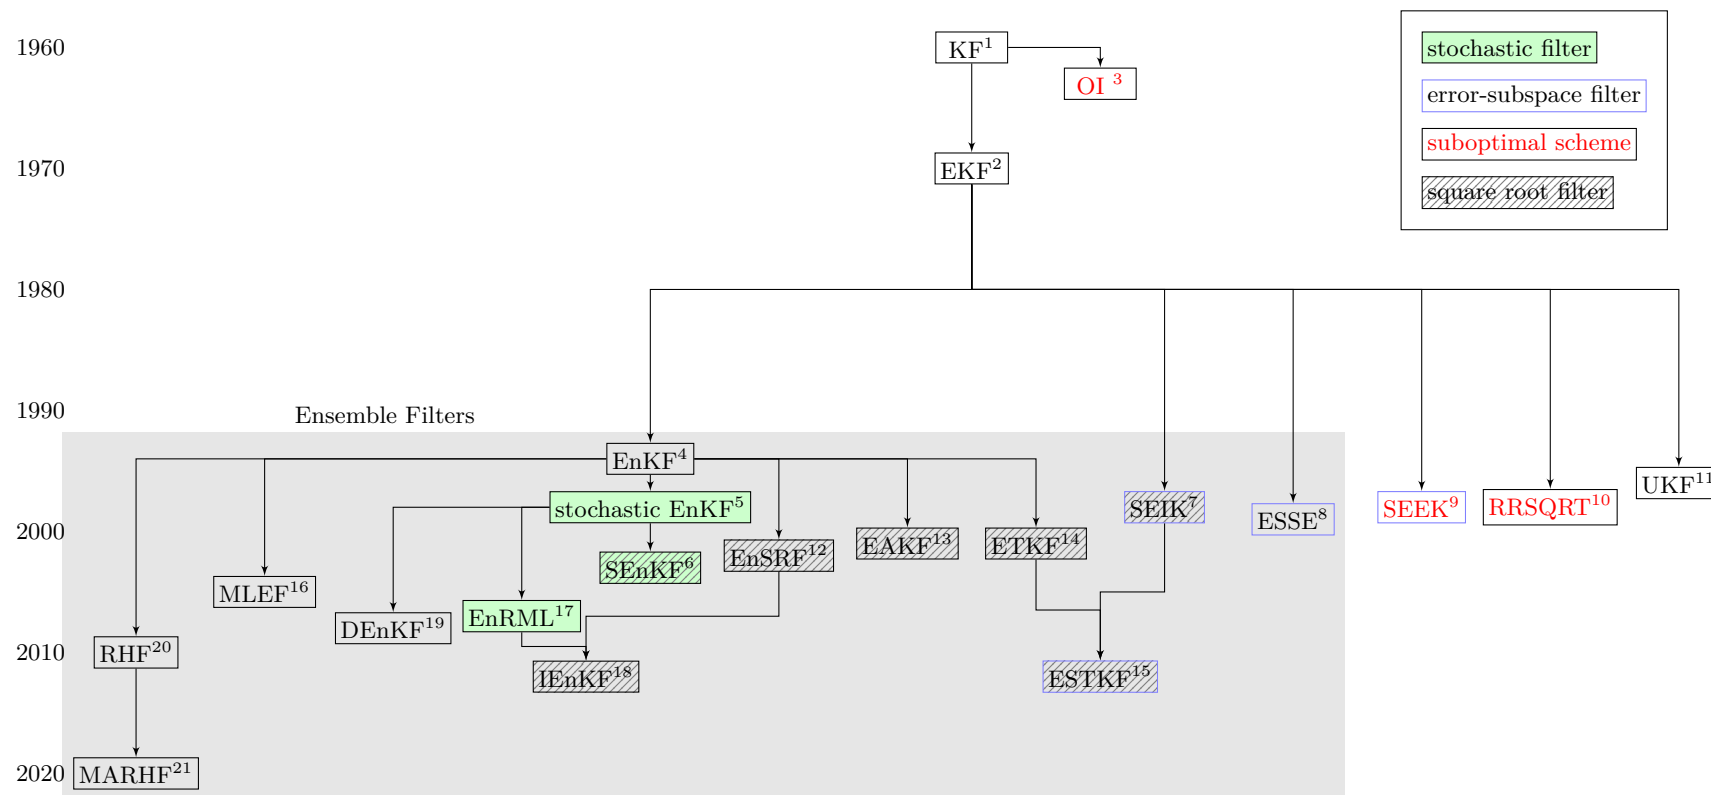 1960
KF¹
OI ³
stochastic filter
error-subspace filter
suboptimal scheme
square root filter
1970
EKF²
1980
1990
Ensemble Filters
EnKF⁴
stochastic EnKF⁵
SEIK⁷
ESSE⁸
SEEK⁹
RRSQRT¹⁰
UKF¹¹
2000
SEnKF⁶
EnSRF¹²
EAKF¹³
ETKF¹⁴
MLEF¹⁶
DEnKF¹⁹
EnRML¹⁷
2010
RHF²⁰
IEnKF¹⁸
ESTKF¹⁵
2020
MARHF²¹